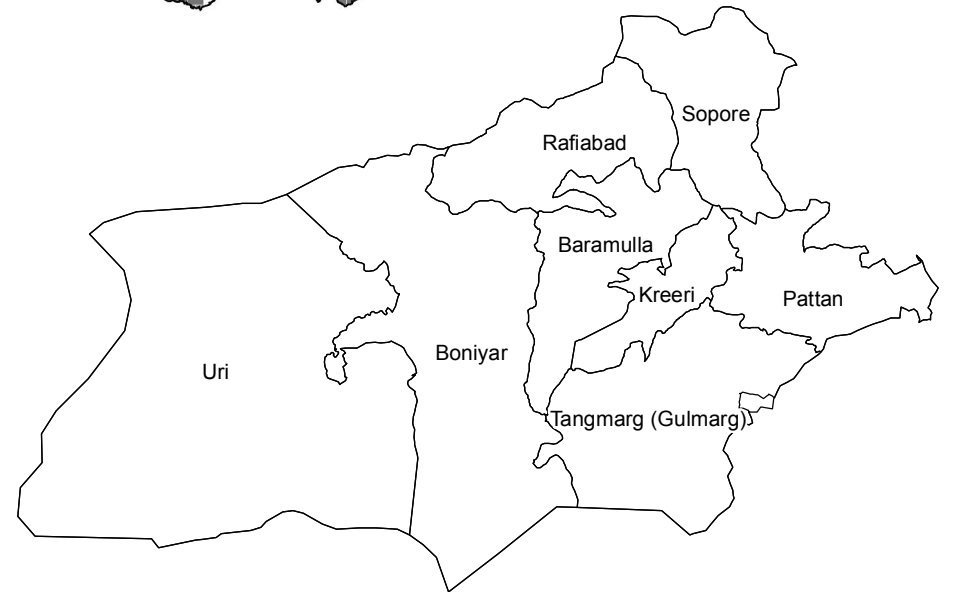 Sopore
Rafiabad
Baramulla
Kreeri
Pattan
Boniyar
Uri
Tangmarg (Gulmarg)